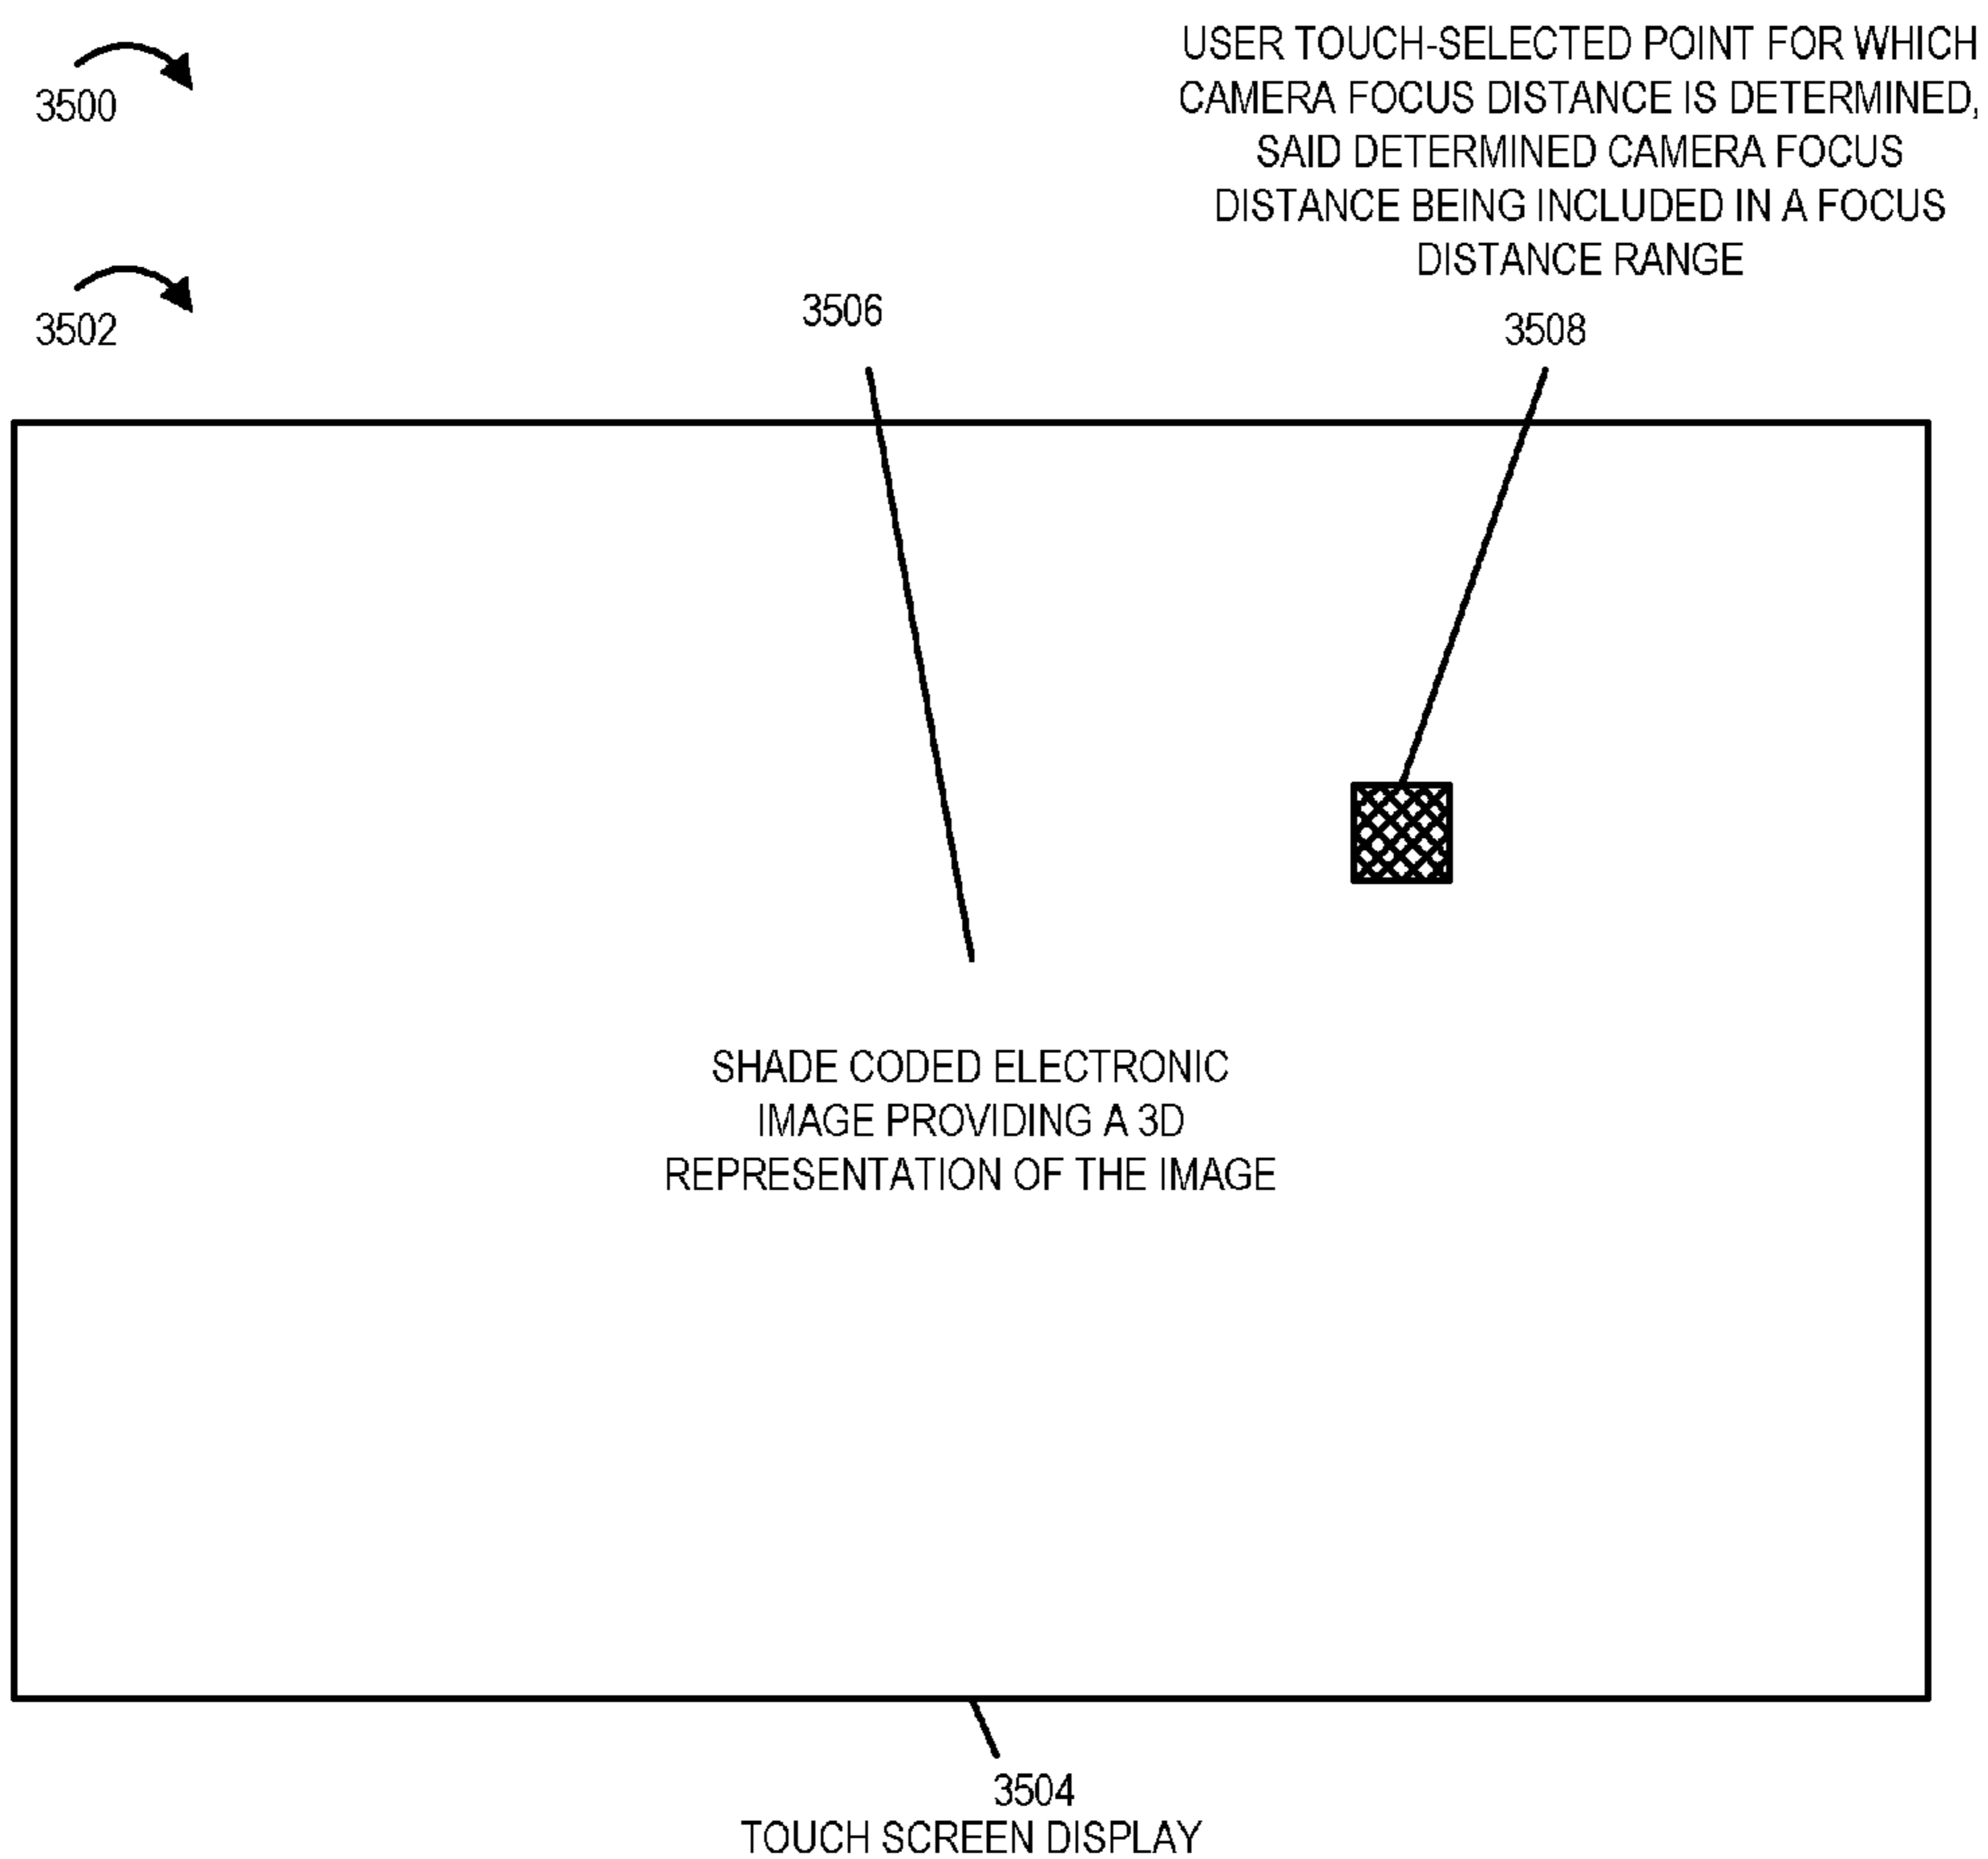 3500
USER TOUCH-SELECTED POINT FOR WHICH
CAMERA FOCUS DISTANCE IS DETERMINED,
SAID DETERMINED CAMERA FOCUS
DISTANCE BEING INCLUDED IN A FOCUS
DISTANCE RANGE
3502
3506
3508
SHADE CODED ELECTRONIC
IMAGE PROVIDING A 3D
REPRESENTATION OF THE IMAGE
3504
TOUCH SCREEN DISPLAY